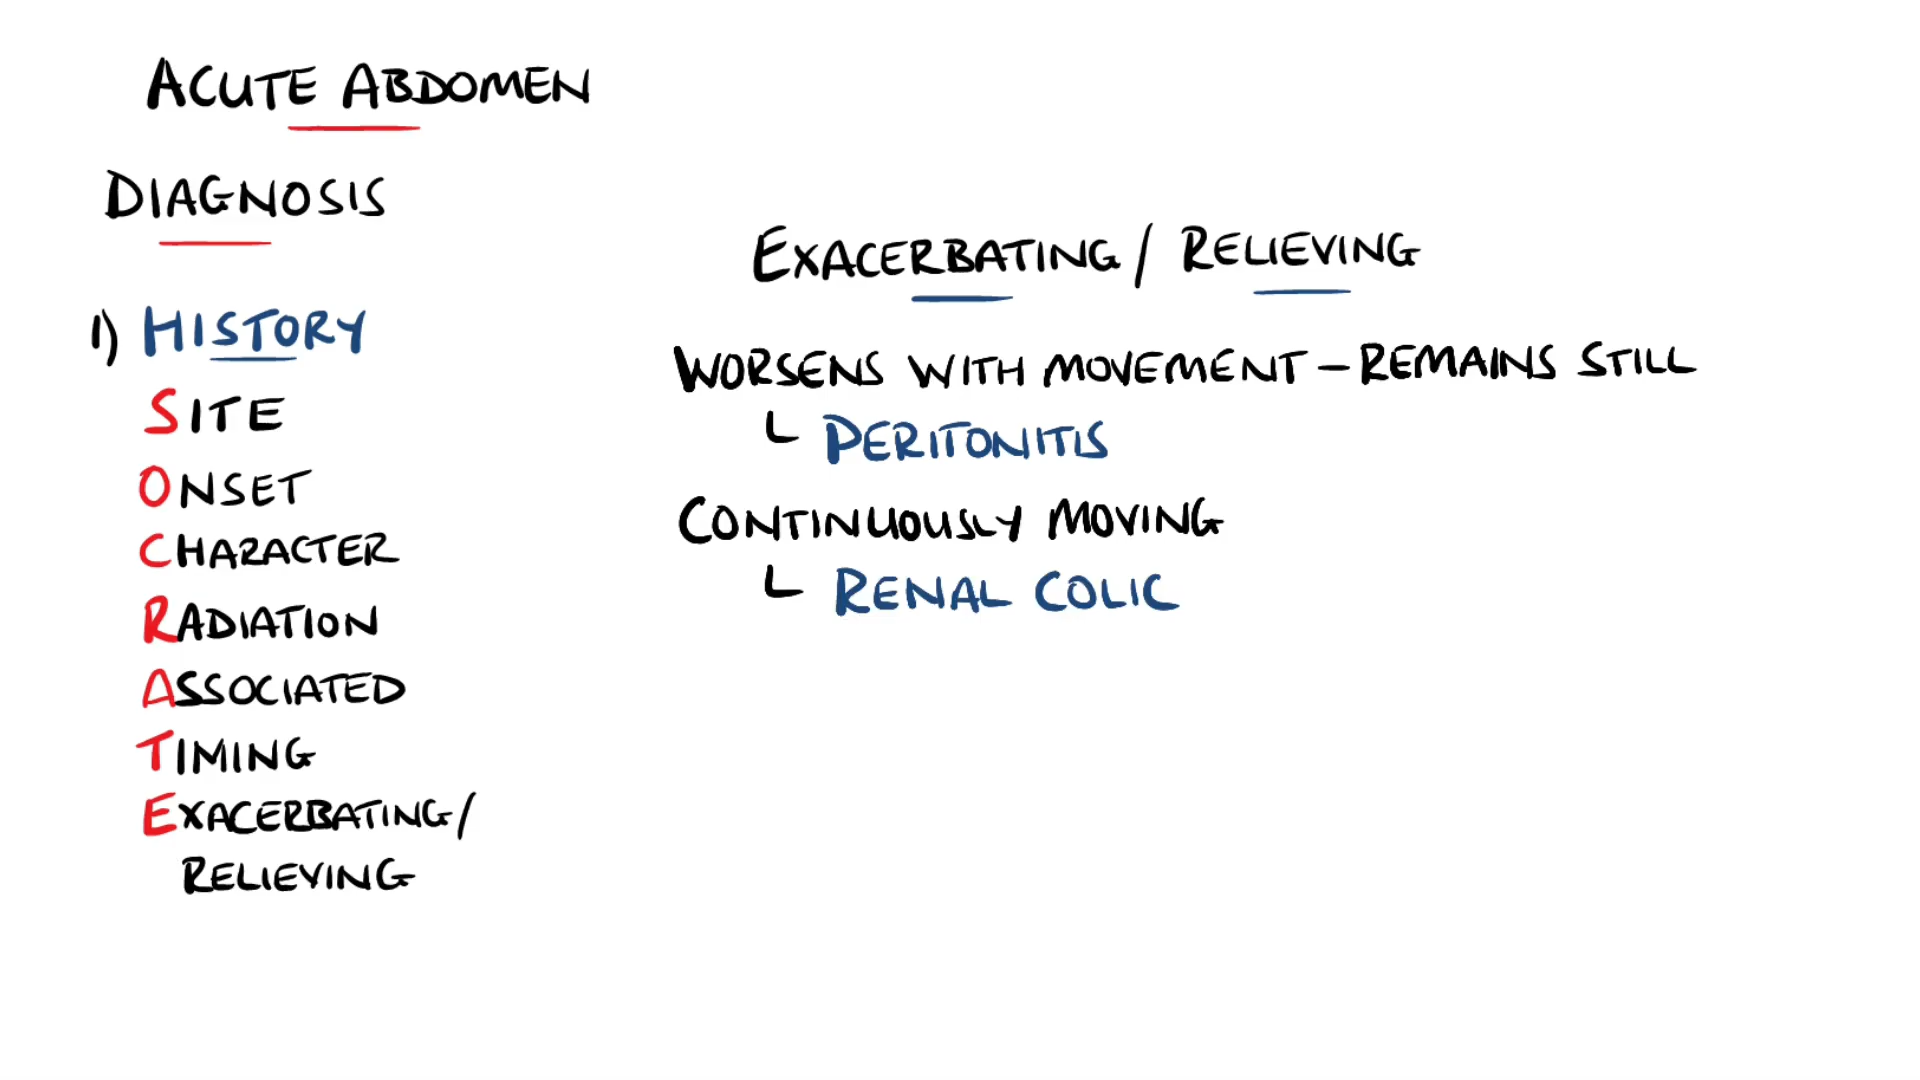 ACUTE ABDOMEN
DIAGNOSIS
1) HISTORY
SITE
ONSET
CHARACTER
RADIATION
ASSOCIATED
TIMING
EXACERBATING/
RELIEVING
EXACERBATING/ RELIEVING
WORSENS WITH MOVEMENT – REMAINS STILL
└ PERITONITIS
CONTINUOUSLY MOVING
└ RENAL COLIC